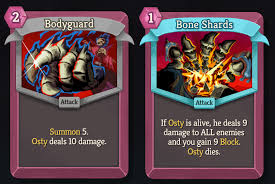 2
Bodyguard
Attack
Summon 5.
Osty deals 10 damage.
1
Bone Shards
Attack
If Osty is alive, he deals 9
damage to ALL enemies
and you gain 9 Block.
Osty dies.